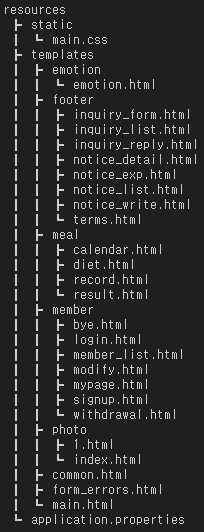 resources
├ static
│ └ main.css
├ templates
│ ├ emotion
│ │ └ emotion.html
│ ├ footer
│ │ ├ inquiry_form.html
│ │ ├ inquiry_list.html
│ │ ├ inquiry_reply.html
│ │ ├ notice_detail.html
│ │ ├ notice_exp.html
│ │ ├ notice_list.html
│ │ ├ notice_write.html
│ │ └ terms.html
│ ├ meal
│ │ ├ calendar.html
│ │ ├ diet.html
│ │ ├ record.html
│ │ └ result.html
│ ├ member
│ │ ├ bye.html
│ │ ├ login.html
│ │ ├ member_list.html
│ │ ├ modify.html
│ │ ├ mypage.html
│ │ ├ signup.html
│ │ └ withdrawal.html
│ ├ photo
│ │ ├ 1.html
│ │ └ index.html
│ ├ common.html
│ ├ form_errors.html
│ └ main.html
└ application.properties